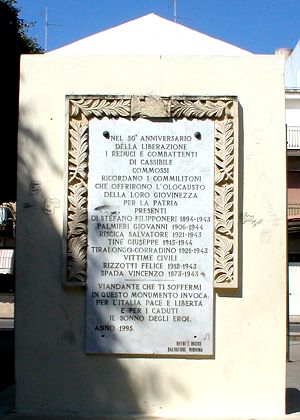 NEL 50° ANNIVERSARIO
DELLA LIBERAZIONE
I REDUCI E COMBATTENTI
DI CASSIBILE
COMMOSSI
RICORDANO I COMMILITONI
CHE OFFRIRONO L'OLOCAUSTO
DELLA LORO GIOVINEZZA
PER LA PATRIA
PRESENTI
DI STEFANO FILIPPONERI 1894-1943
PALMIERI GIOVANNI 1906-1944
RISCICA SALVATORE 1921-1943
TINE GIUSEPPE 1915-1944
TIRALONGO CORRADINO 1921-1943
VITTIME CIVILI
RIZZOTTI FELICE 1912-1943
SPADA VINCENZO 1873-1943
VIANDANTE CHE TI SOFFERMI
IN QUESTO MONUMENTO INVOCA:
PER L'ITALIA PACE E LIBERTÀ
E PER I CADUTI
IL SONNO DEGLI EROI.
ANNO 1995.
SALVATORE